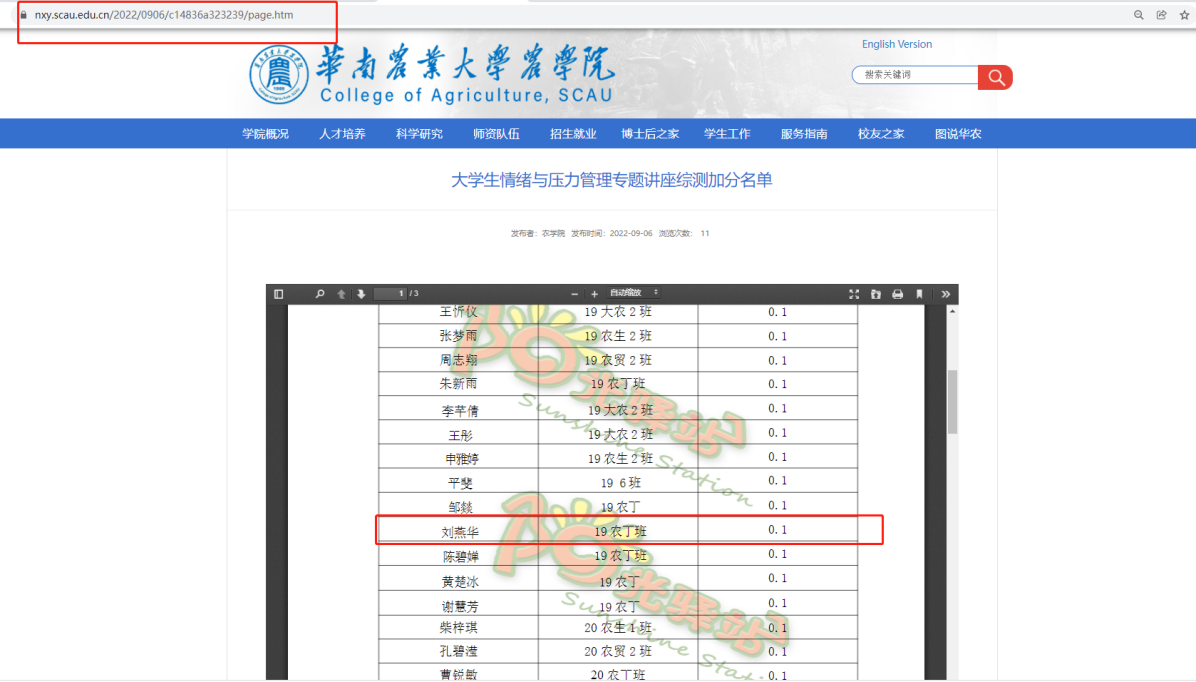 nxy.scau.edu.cn/2022/0906/c14836a323239/page.htm
English Version
華南農業大學農學院
College of Agriculture, SCAU
搜索关键词
学院概况 人才培养 科学研究 师资队伍 招生就业 博士后之家 学生工作 服务指南 校友之家 图说华农
大学生情绪与压力管理专题讲座综测加分名单
发布者：农学院 发布时间：2022-09-06 浏览次数： 11
1 / 3 自动缩放
王忻仪 19 大农 2 班 0.1
张梦雨 19 农生 2 班 0.1
周志翔 19 农贸 2 班 0.1
朱新雨 19 农丁班 0.1
李芊倩 19 大农 2 班 0.1
王彤 19 大农 2 班 0.1
申雅婷 19 农生 2 班 0.1
平斐 19 6 班 0.1
邹燚 19 农丁 0.1
刘燕华 19 农丁班 0.1
陈碧婵 19 农丁班 0.1
黄楚冰 19 农丁 0.1
谢慧芳 19 农丁 0.1
柴梓琪 20 农生 1 班 0.1
孔碧滢 20 农贸 2 班 0.1
曹锐敏 20 农丁班 0.1
光驿站
Sunshine Station
光驿站
Sunshine Station